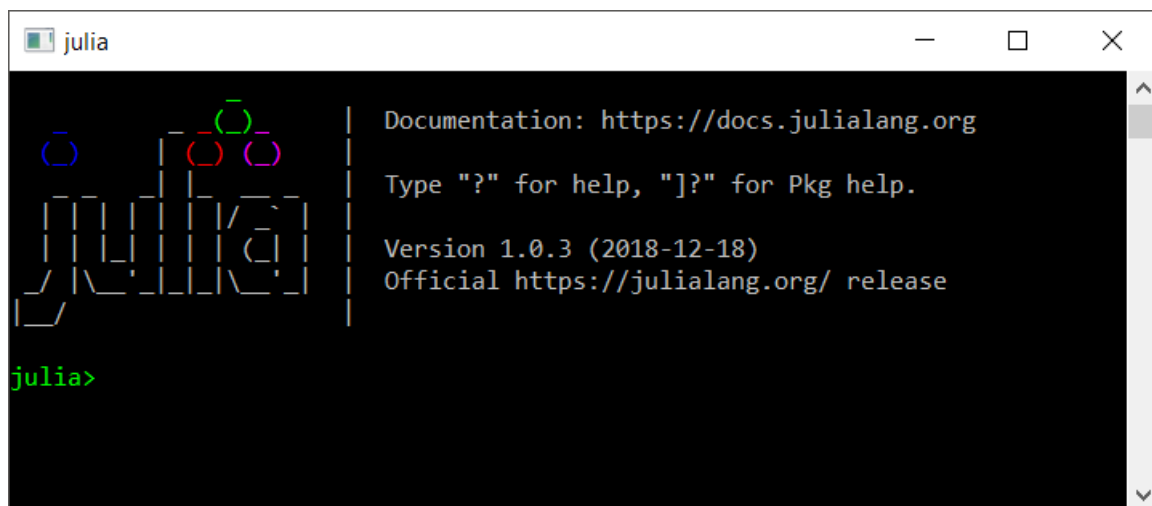 julia
Documentation: https://docs.julialang.org
Type "?" for help, "]?" for Pkg help.
Version 1.0.3 (2018-12-18)
Official https://julialang.org/ release
julia>